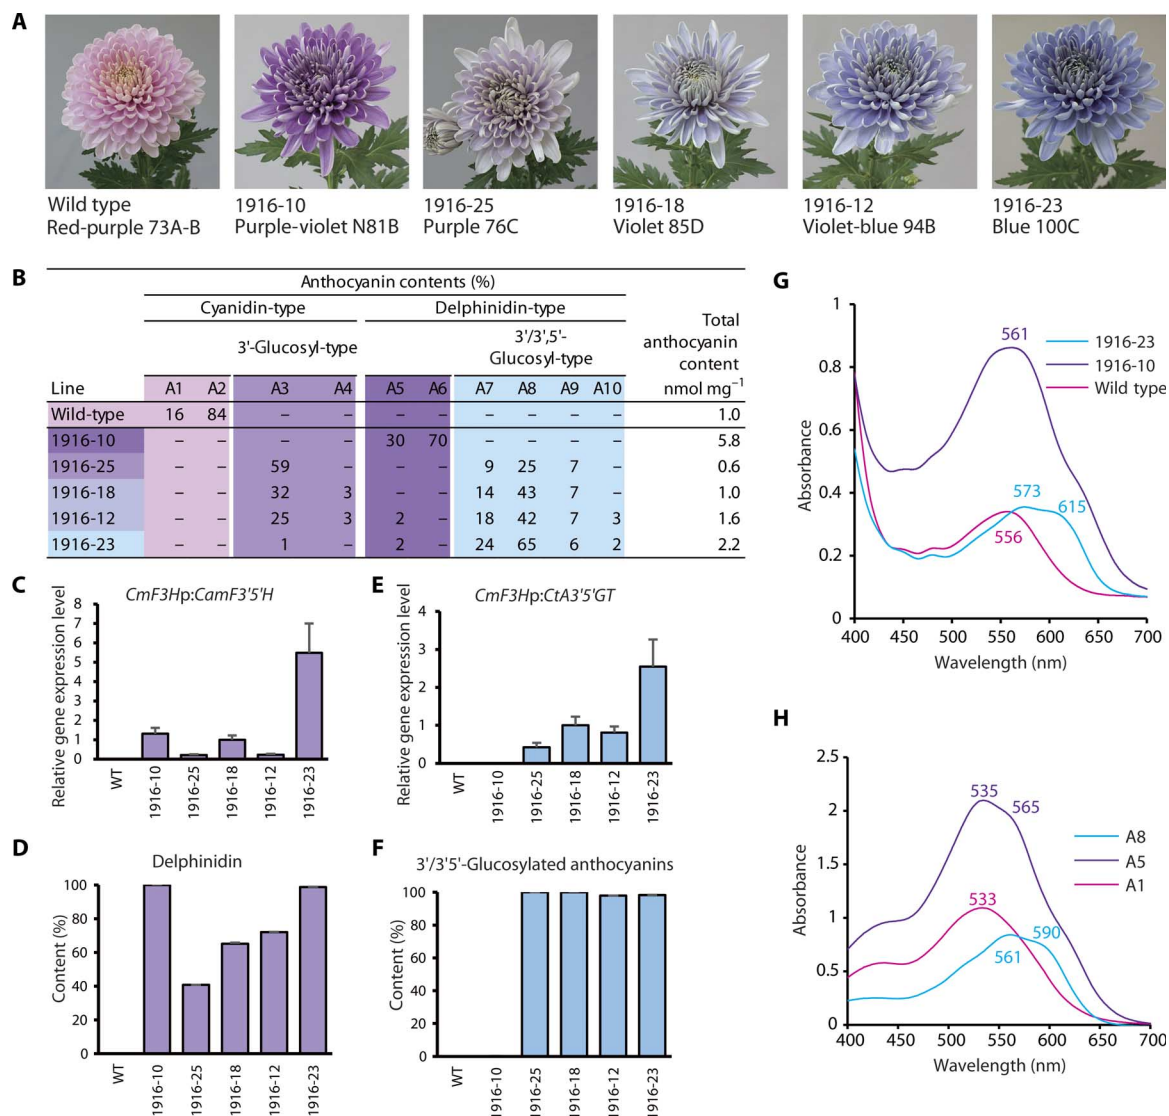 A
Wild type
Red-purple 73A-B
1916-10
Purple-violet N81B
1916-25
Purple 76C
1916-18
Violet 85D
1916-12
Violet-blue 94B
1916-23
Blue 100C
B
Anthocyanin contents (%)
Cyanidin-type Delphinidin-type
3'-Glucosyl-type
3'/3',5'-
Glucosyl-type
Total
anthocyanin
content
nmol mg⁻¹
Line A1 A2 A3 A4 A5 A6 A7 A8 A9 A10
Wild-type 16 84 – – – – – – – – 1.0
1916-10 – – – – 30 70 – – – – 5.8
1916-25 – – 59 – – – 9 25 7 – 0.6
1916-18 – – 32 3 – – 14 43 7 – 1.0
1916-12 – – 25 3 2 – 18 42 7 3 1.6
1916-23 – – 1 – 2 – 24 65 6 2 2.2
C
CmF3Hp:CamF3'5'H
Relative gene expression level
8
7
6
5
4
3
2
1
0
WT
1916-10
1916-25
1916-18
1916-12
1916-23
E
CmF3Hp:CtA3'5'GT
Relative gene expression level
4
3
2
1
0
WT
1916-10
1916-25
1916-18
1916-12
1916-23
D
Delphinidin
Content (%)
100
80
60
40
20
0
WT
1916-10
1916-25
1916-18
1916-12
1916-23
F
3'/3'5'-Glucosylated anthocyanins
Content (%)
100
80
60
40
20
0
WT
1916-10
1916-25
1916-18
1916-12
1916-23
G
Absorbance
1
0.8
0.6
0.4
0.2
0
561
573
615
556
1916-23
1916-10
Wild type
400 450 500 550 600 650 700
Wavelength (nm)
H
Absorbance
2.5
2
1.5
1
0.5
0
535
565
533
590
561
A8
A5
A1
400 450 500 550 600 650 700
Wavelength (nm)